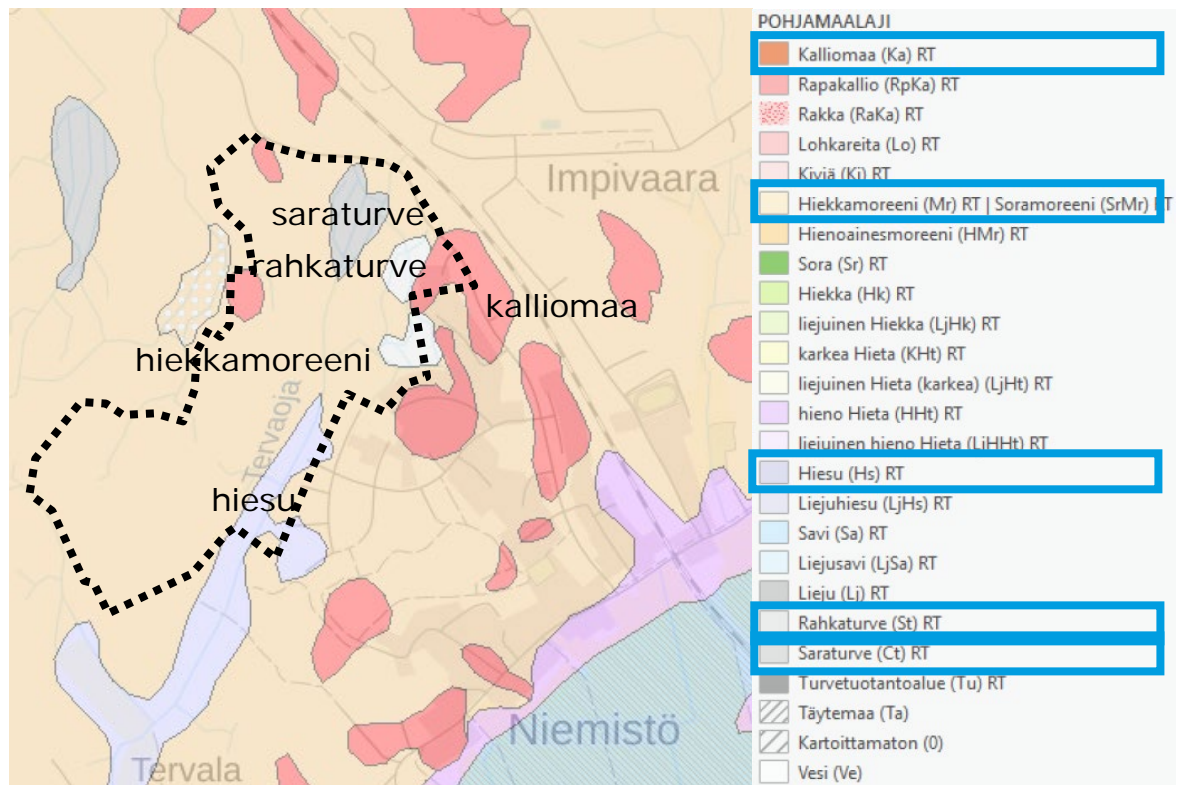 Impivaara
saraturve
rahkaturve
kalliomaa
hiekkamoreeni
Tervaoja
hiesu
Niemistö
Tervala
POHJAMAALAJI
Kalliomaa (Ka) RT
Rapakallio (RpKa) RT
Rakka (RaKa) RT
Lohkareita (Lo) RT
Kiviä (Ki) RT
Hiekkamoreeni (Mr) RT | Soramoreeni (SrMr) RT
Hienoainesmoreeni (HMr) RT
Sora (Sr) RT
Hiekka (Hk) RT
liejuinen Hiekka (LjHk) RT
karkea Hieta (KHt) RT
liejuinen Hieta (karkea) (LjHt) RT
hieno Hieta (HHt) RT
liejuinen hieno Hieta (LjHHt) RT
Hiesu (Hs) RT
Liejuhiesu (LjHs) RT
Savi (Sa) RT
Liejusavi (LjSa) RT
Lieju (Lj) RT
Rahkaturve (St) RT
Saraturve (Ct) RT
Turvetuotantoalue (Tu) RT
Täytemaa (Ta)
Kartoittamaton (0)
Vesi (Ve)